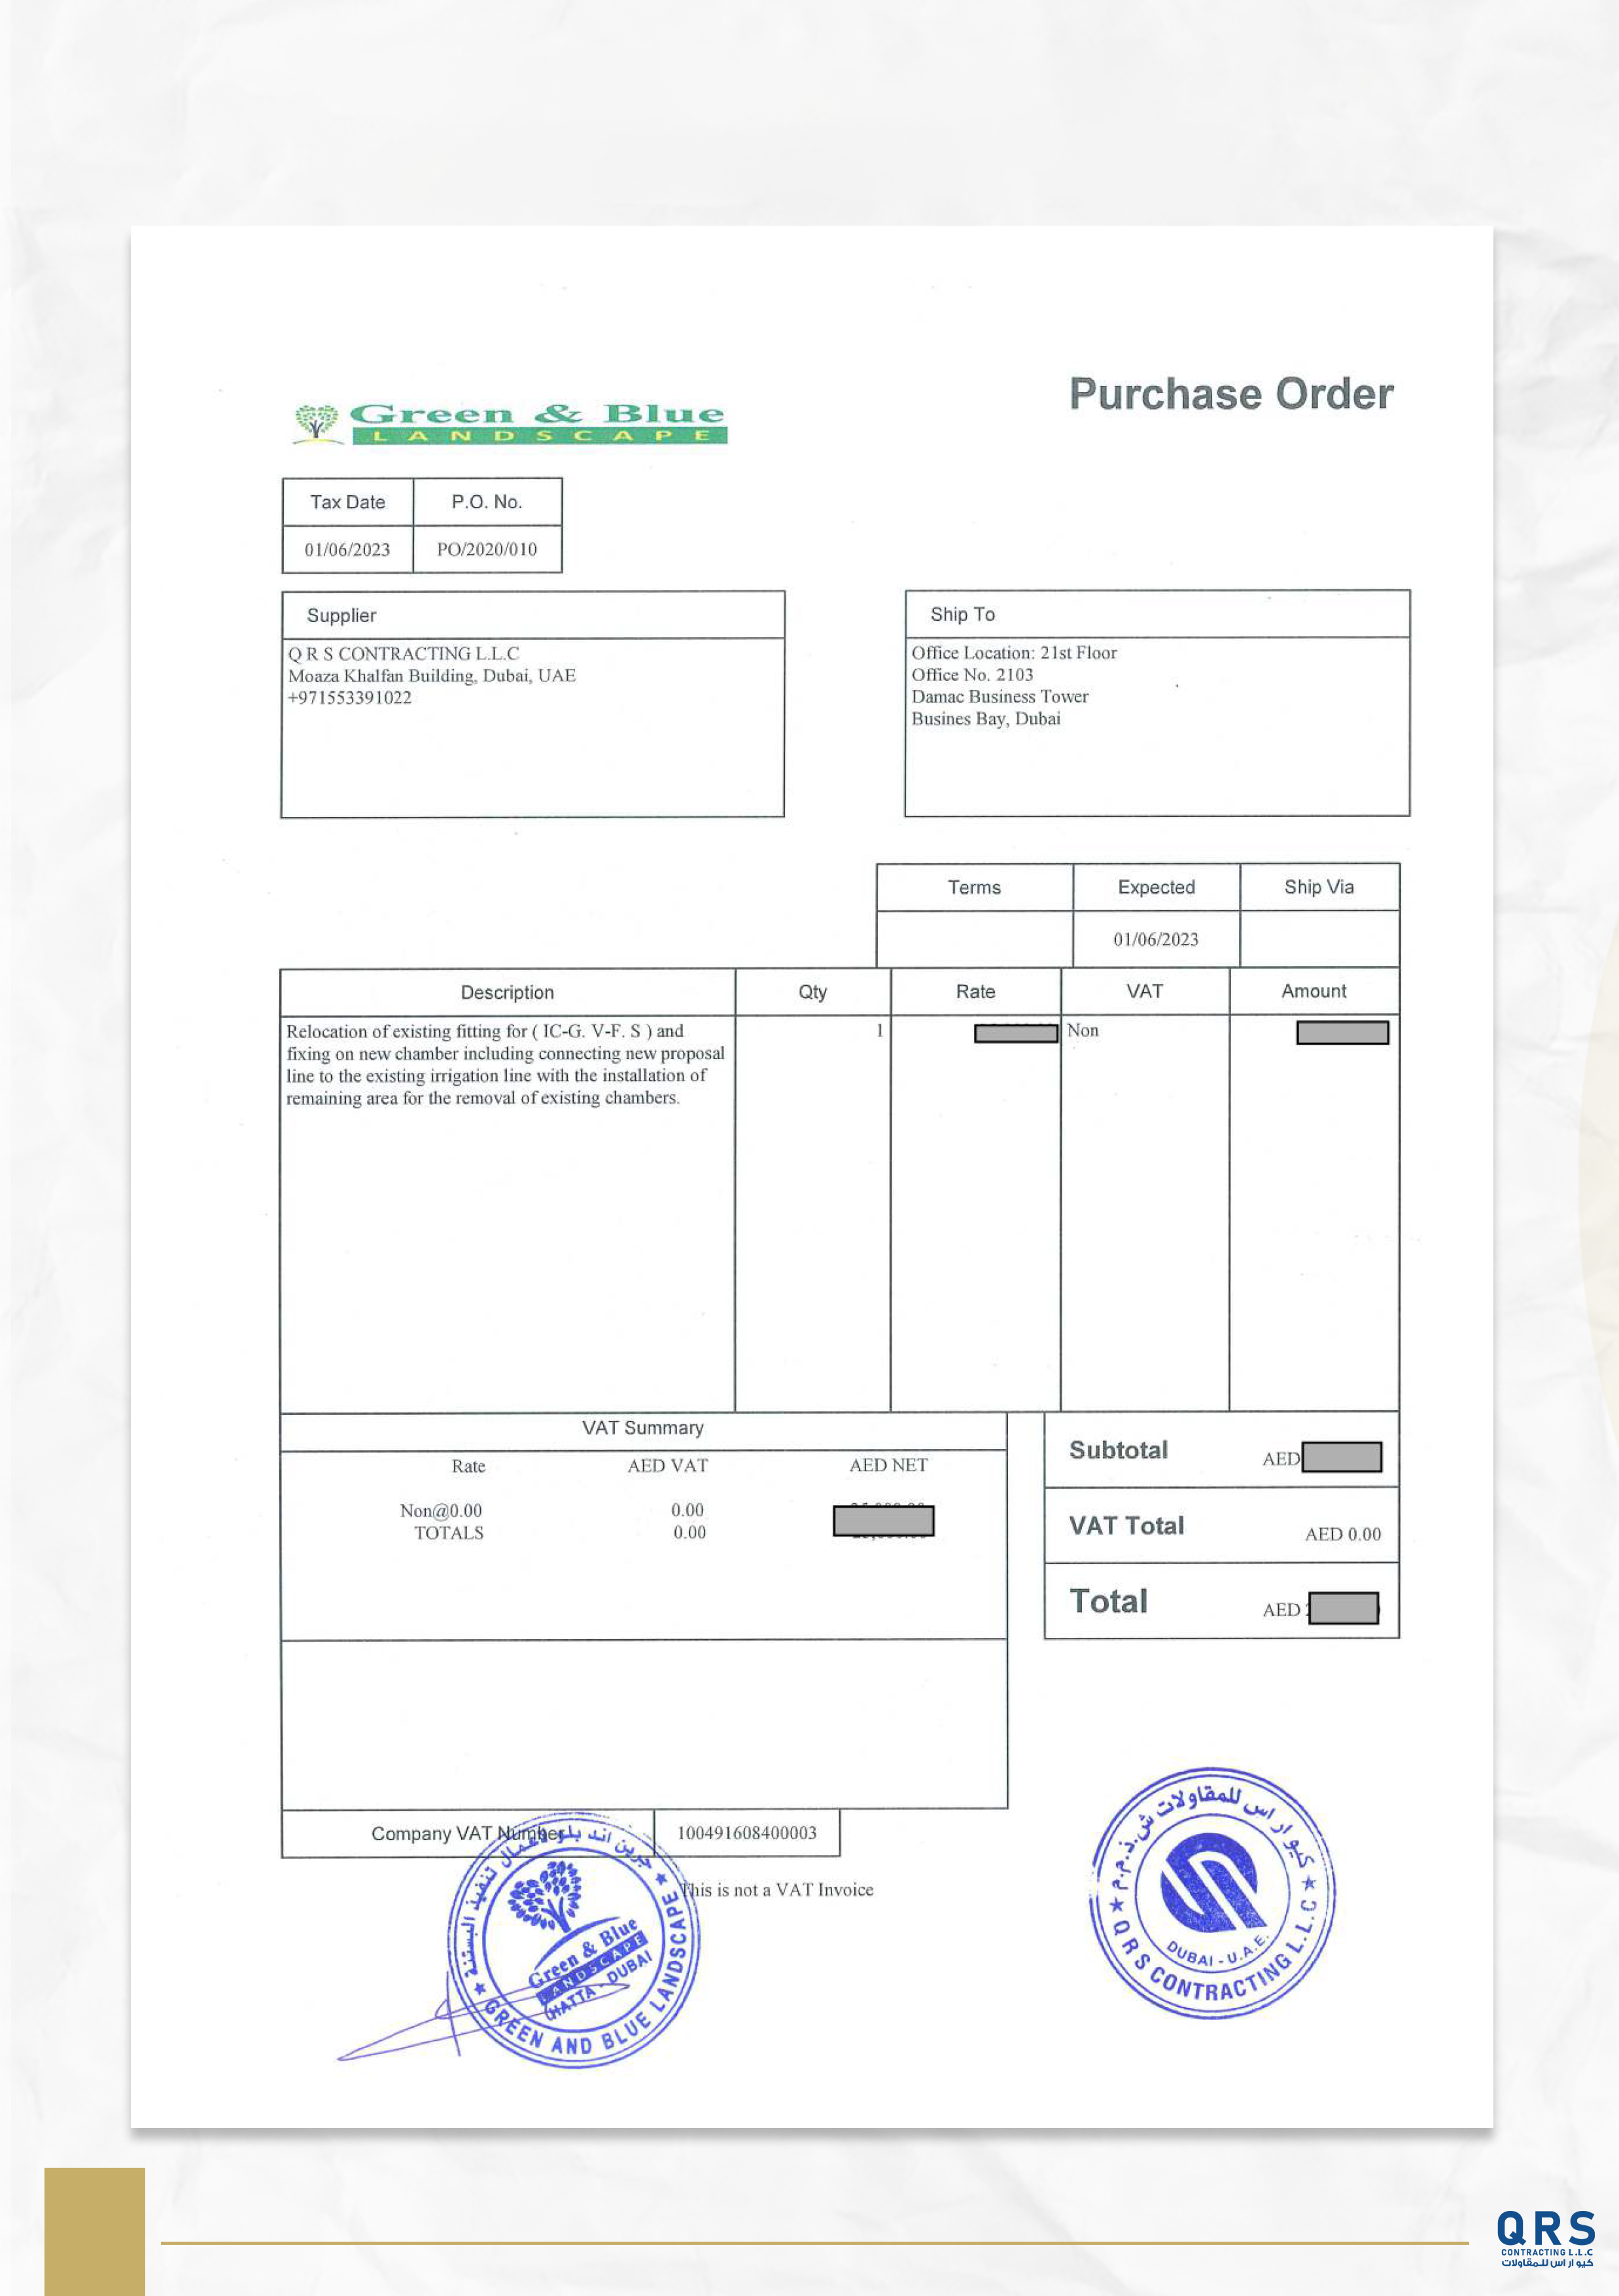 Green & Blue
LANDSCAPE
Purchase Order
Tax Date P.O. No.
01/06/2023 PO/2020/010
Supplier
Q R S CONTRACTING L.L.C
Moaza Khalfan Building, Dubai, UAE
+971553391022
Ship To
Office Location: 21st Floor
Office No. 2103
Damac Business Tower
Busines Bay, Dubai
Terms Expected Ship Via
01/06/2023
Description Qty Rate VAT Amount
Relocation of existing fitting for ( IC-G. V-F. S ) and 1 Non
fixing on new chamber including connecting new proposal
line to the existing irrigation line with the installation of
remaining area for the removal of existing chambers.
VAT Summary
Rate AED VAT AED NET
Non@0.00 0.00
TOTALS 0.00
Subtotal AED
VAT Total AED 0.00
Total AED
Company VAT Number 100491608400003
This is not a VAT Invoice
جرين اند بلو لاعمال تنفيذ البستنة
Green & Blue
LANDSCAPE
HATTA - DUBAI
GREEN AND BLUE LANDSCAPE
كيو ار اس للمقاولات ش.ذ.م.م
DUBAI - U.A.E.
Q R S CONTRACTING L.L.C
QRS
CONTRACTING L.L.C
كيو ار اس للمقاولات